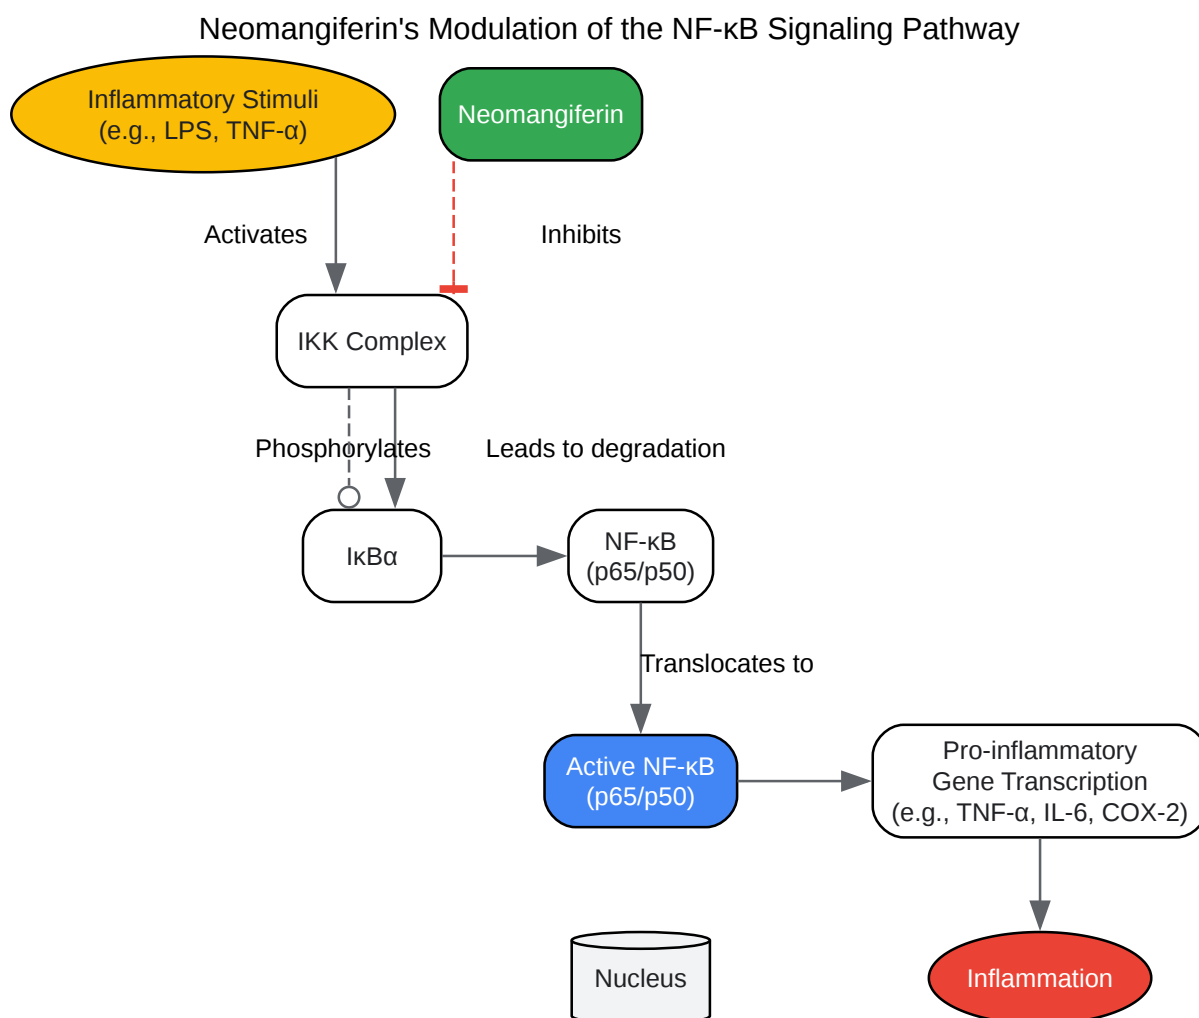 Neomangiferin's Modulation of the NF-κB Signaling Pathway
Inflammatory Stimuli
(e.g., LPS, TNF-α)
Neomangiferin
Activates
Inhibits
IKK Complex
Phosphorylates
Leads to degradation
IκBα
NF-κB
(p65/p50)
Translocates to
Active NF-κB
(p65/p50)
Pro-inflammatory
Gene Transcription
(e.g., TNF-α, IL-6, COX-2)
Nucleus
Inflammation